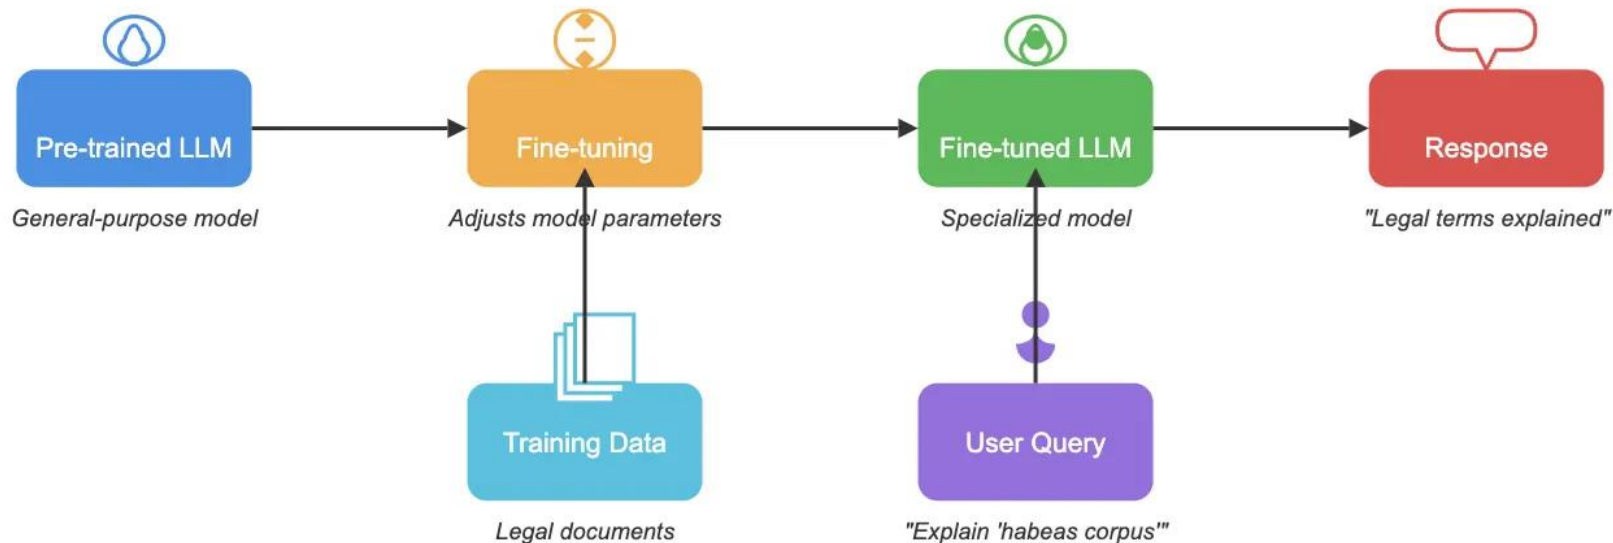 Pre-trained LLM
Fine-tuning
Fine-tuned LLM
Response
General-purpose model
Adjusts model parameters
Specialized model
"Legal terms explained"
Training Data
User Query
Legal documents
"Explain 'habeas corpus'"